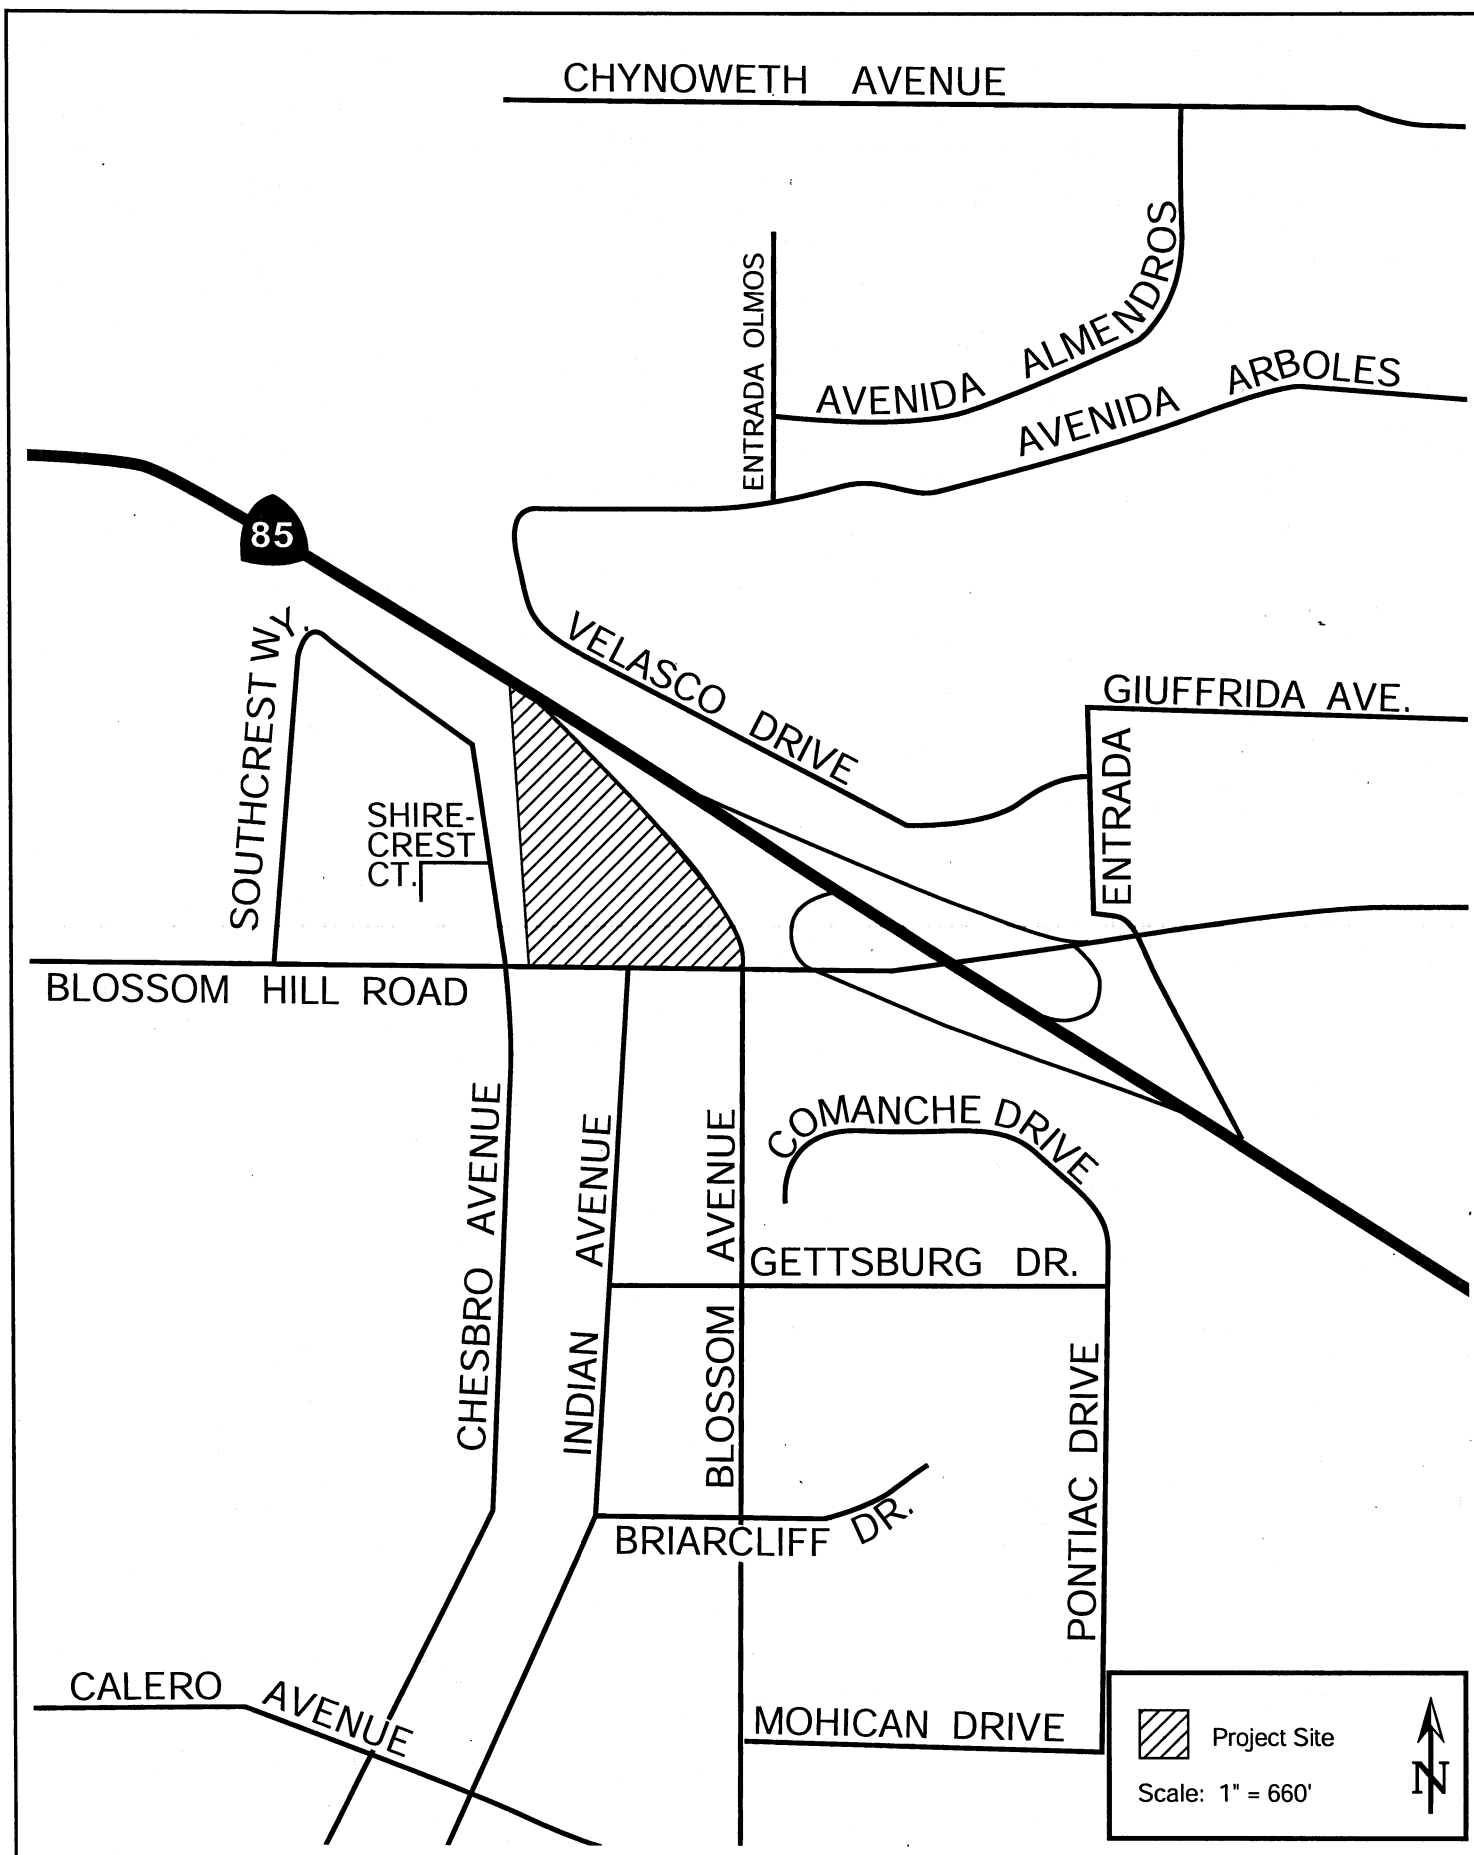 CHYNOWETH AVENUE
ENTRADA OLMOS
AVENIDA ALMENDROS
AVENIDA ARBOLES
85
SOUTHCREST WY.
VELASCO DRIVE
GIUFFRIDA AVE.
ENTRADA
SHIRE-
CREST
CT.
BLOSSOM HILL ROAD
CHESBRO AVENUE
INDIAN AVENUE
BLOSSOM AVENUE
COMANCHE DRIVE
GETTSBURG DR.
PONTIAC DRIVE
BRIARCLIFF DR.
CALERO AVENUE
MOHICAN DRIVE
Project Site
Scale: 1" = 660'
N